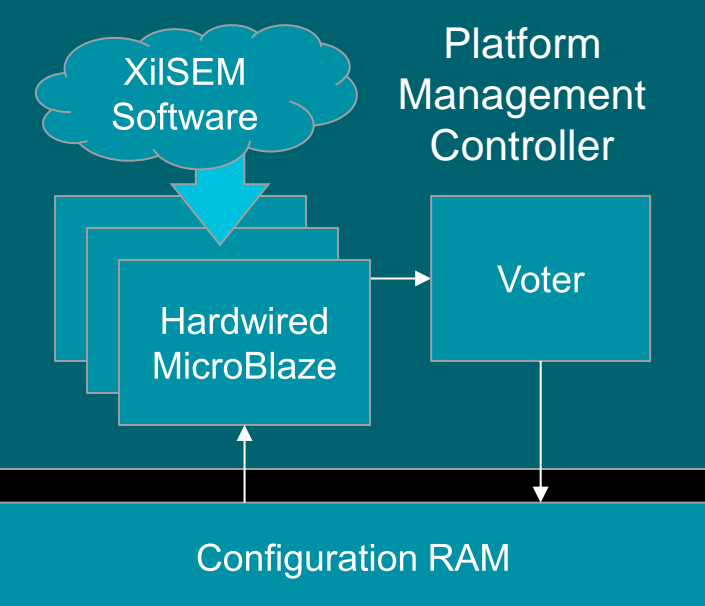 XilSEM
Software
Platform
Management
Controller
Hardwired
MicroBlaze
Voter
Configuration RAM